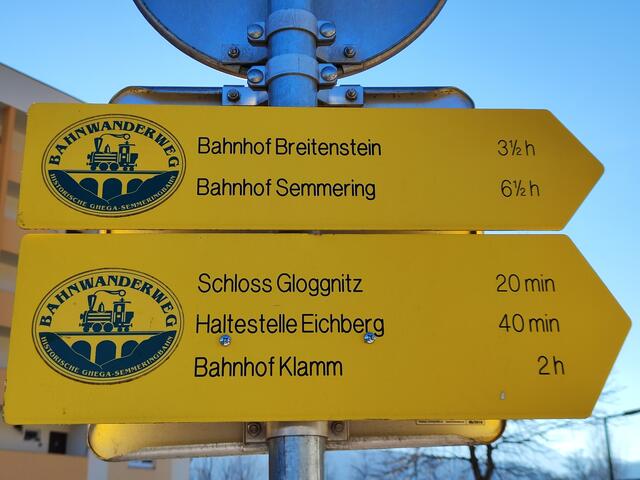 BAHNWANDERWEG
HISTORISCHE GHEGA-SEMMERINGBAHN
Bahnhof Breitenstein 3½ h
Bahnhof Semmering 6½ h
BAHNWANDERWEG
HISTORISCHE GHEGA-SEMMERINGBAHN
Schloss Gloggnitz 20 min
Haltestelle Eichberg 40 min
Bahnhof Klamm 2 h